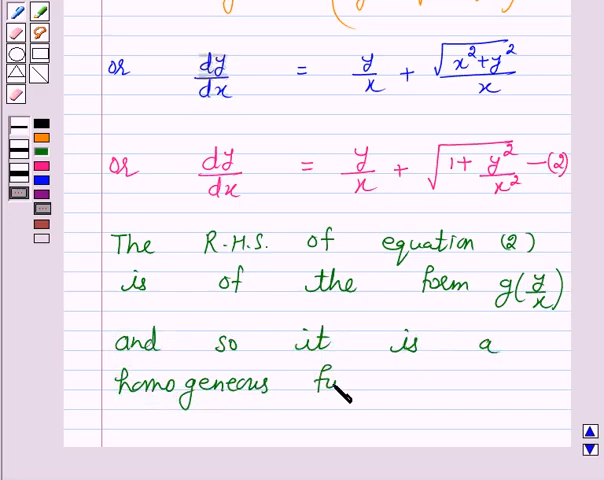 or dy/dx = y/x + √(x²+y²)/x
or dy/dx = y/x + √(1 + y²/x²) —(2)
The R.H.S. of equation (2)
is of the form g(y/x)
and so it is a
homogeneous fu